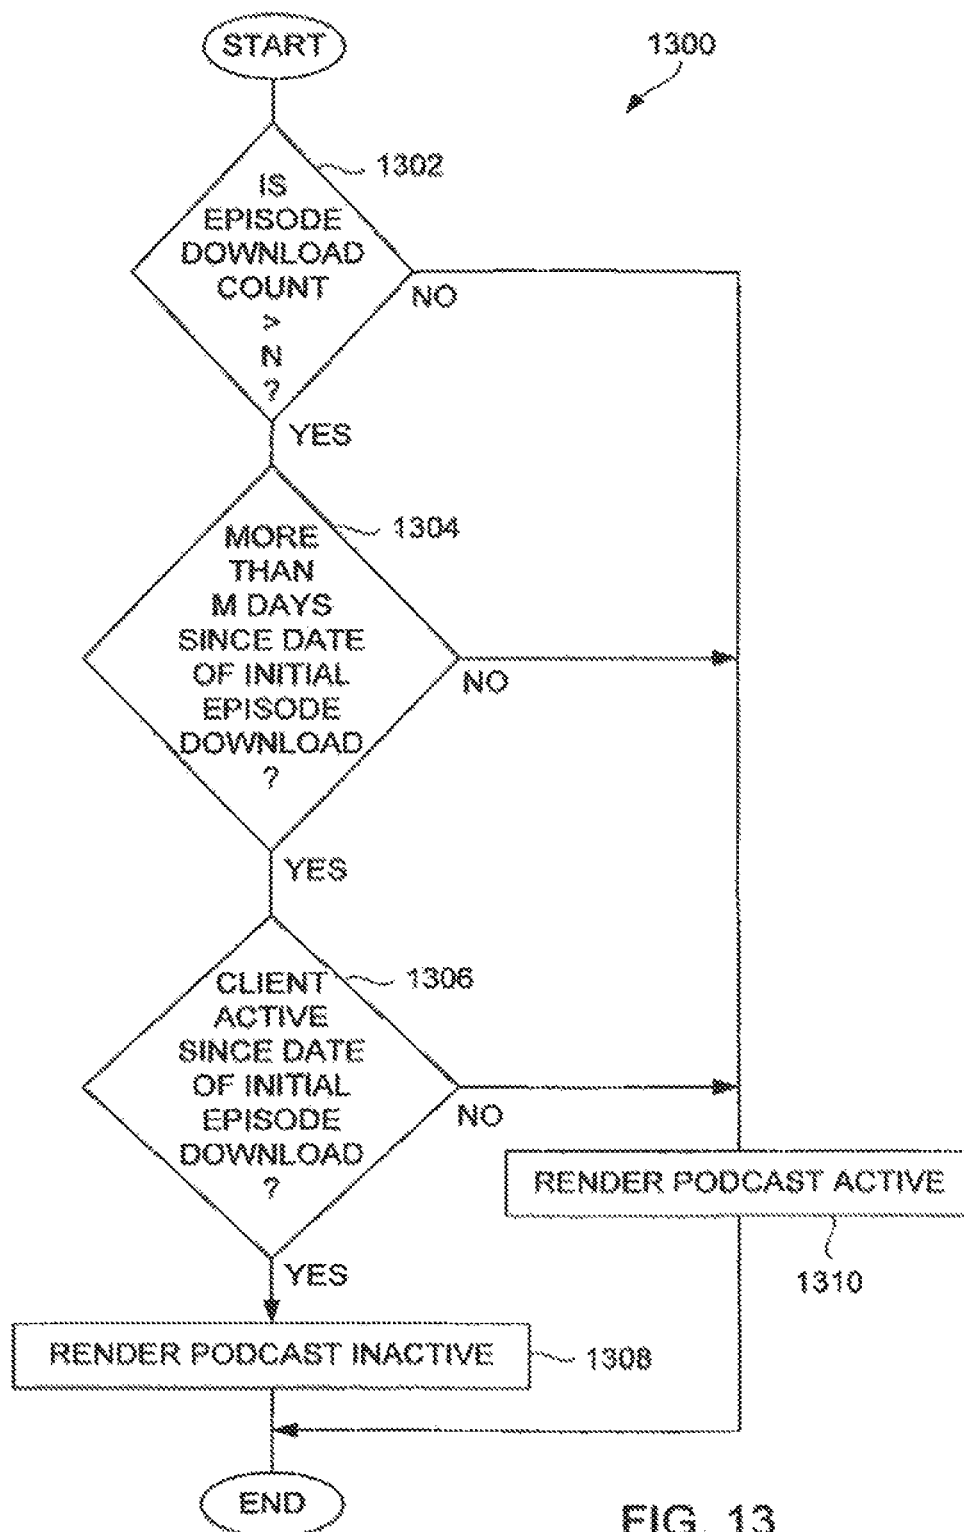 START
1300
1302
IS
EPISODE
DOWNLOAD
COUNT
>
N
?
NO
YES
1304
MORE
THAN
M DAYS
SINCE DATE
OF INITIAL
EPISODE
DOWNLOAD
?
NO
YES
1306
CLIENT
ACTIVE
SINCE DATE
OF INITIAL
EPISODE
DOWNLOAD
?
NO
RENDER PODCAST ACTIVE
1310
YES
RENDER PODCAST INACTIVE
1308
END
FIG. 13